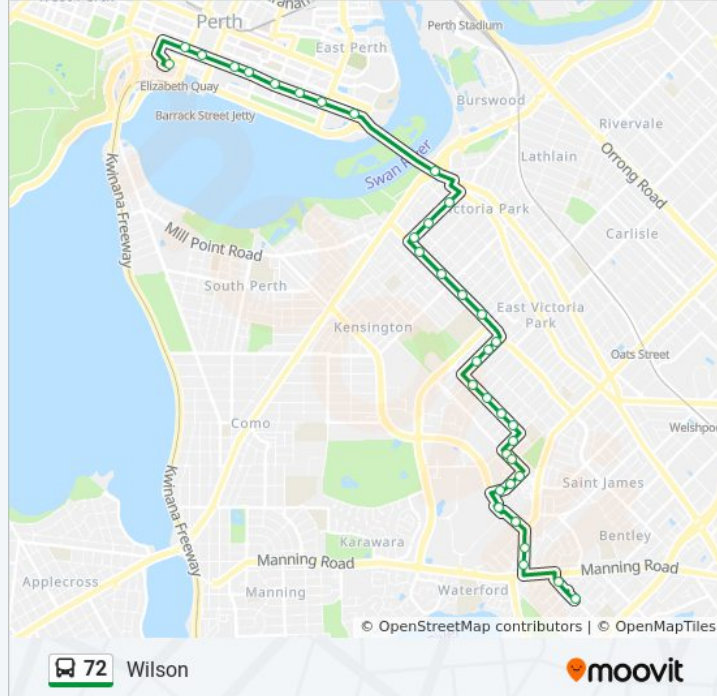 Perth
Perth Stadium
East Perth
Elizabeth Quay
Barrack Street Jetty
Burswood
Rivervale
Swan River
Lathlain
Orrong Road
Kwinana Freeway
ctoria Park
Mill Point Road
Carlisle
South Perth
East Victoria
Park
Kensington
Oats Street
Como
Welshpo
Saint James
Kwinana Freeway
Karawara
Bentley
Manning Road
Manning Road
Applecross
Manning
Waterford
© OpenStreetMap contributors | © OpenMapTiles
72 Wilson
moovit